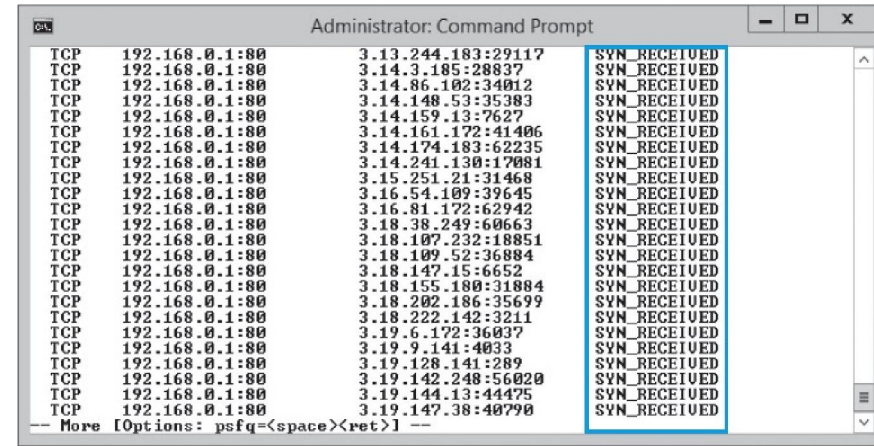 Administrator: Command Prompt
TCP 192.168.0.1:80 3.13.244.183:29117 SYN_RECEIVED
TCP 192.168.0.1:80 3.14.3.185:28837 SYN_RECEIVED
TCP 192.168.0.1:80 3.14.86.102:34012 SYN_RECEIVED
TCP 192.168.0.1:80 3.14.148.53:35383 SYN_RECEIVED
TCP 192.168.0.1:80 3.14.159.13:7627 SYN_RECEIVED
TCP 192.168.0.1:80 3.14.161.172:41406 SYN_RECEIVED
TCP 192.168.0.1:80 3.14.174.183:62235 SYN_RECEIVED
TCP 192.168.0.1:80 3.14.241.130:17081 SYN_RECEIVED
TCP 192.168.0.1:80 3.15.251.21:31468 SYN_RECEIVED
TCP 192.168.0.1:80 3.16.54.109:39645 SYN_RECEIVED
TCP 192.168.0.1:80 3.16.81.172:62942 SYN_RECEIVED
TCP 192.168.0.1:80 3.18.38.249:60663 SYN_RECEIVED
TCP 192.168.0.1:80 3.18.107.232:18851 SYN_RECEIVED
TCP 192.168.0.1:80 3.18.109.52:36884 SYN_RECEIVED
TCP 192.168.0.1:80 3.18.147.15:6652 SYN_RECEIVED
TCP 192.168.0.1:80 3.18.155.180:31884 SYN_RECEIVED
TCP 192.168.0.1:80 3.18.202.186:35699 SYN_RECEIVED
TCP 192.168.0.1:80 3.18.222.142:3211 SYN_RECEIVED
TCP 192.168.0.1:80 3.19.6.172:36037 SYN_RECEIVED
TCP 192.168.0.1:80 3.19.9.141:4033 SYN_RECEIVED
TCP 192.168.0.1:80 3.19.128.141:289 SYN_RECEIVED
TCP 192.168.0.1:80 3.19.142.248:56020 SYN_RECEIVED
TCP 192.168.0.1:80 3.19.144.13:44475 SYN_RECEIVED
TCP 192.168.0.1:80 3.19.147.38:40790 SYN_RECEIVED
-- More [Options: psfq=<space><ret>] --